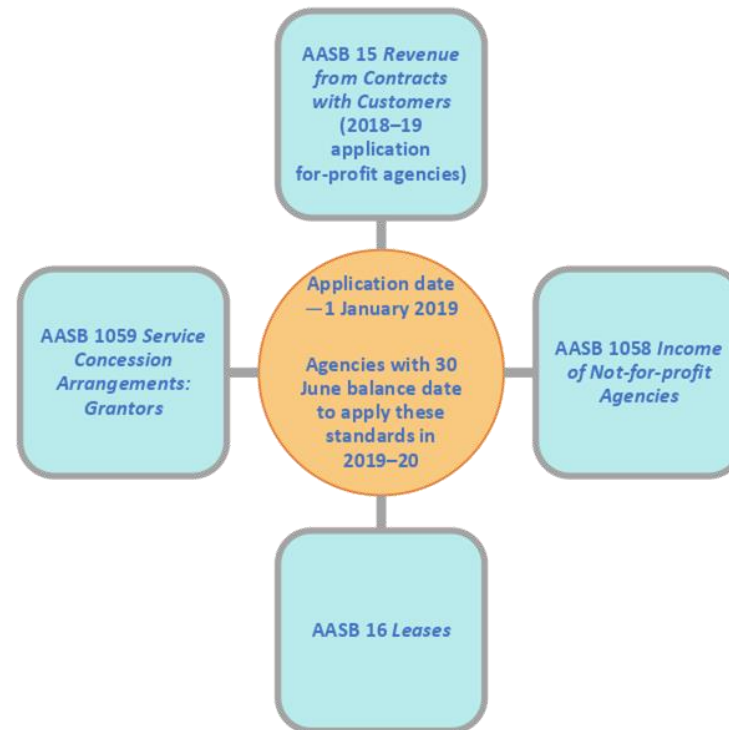 AASB 15 Revenue
from Contracts
with Customers
(2018–19
application
for-profit agencies)
Application date
—1 January 2019
Agencies with 30
June balance date
to apply these
standards in
2019–20
AASB 1059 Service
Concession
Arrangements:
Grantors
AASB 1058 Income
of Not-for-profit
Agencies
AASB 16 Leases